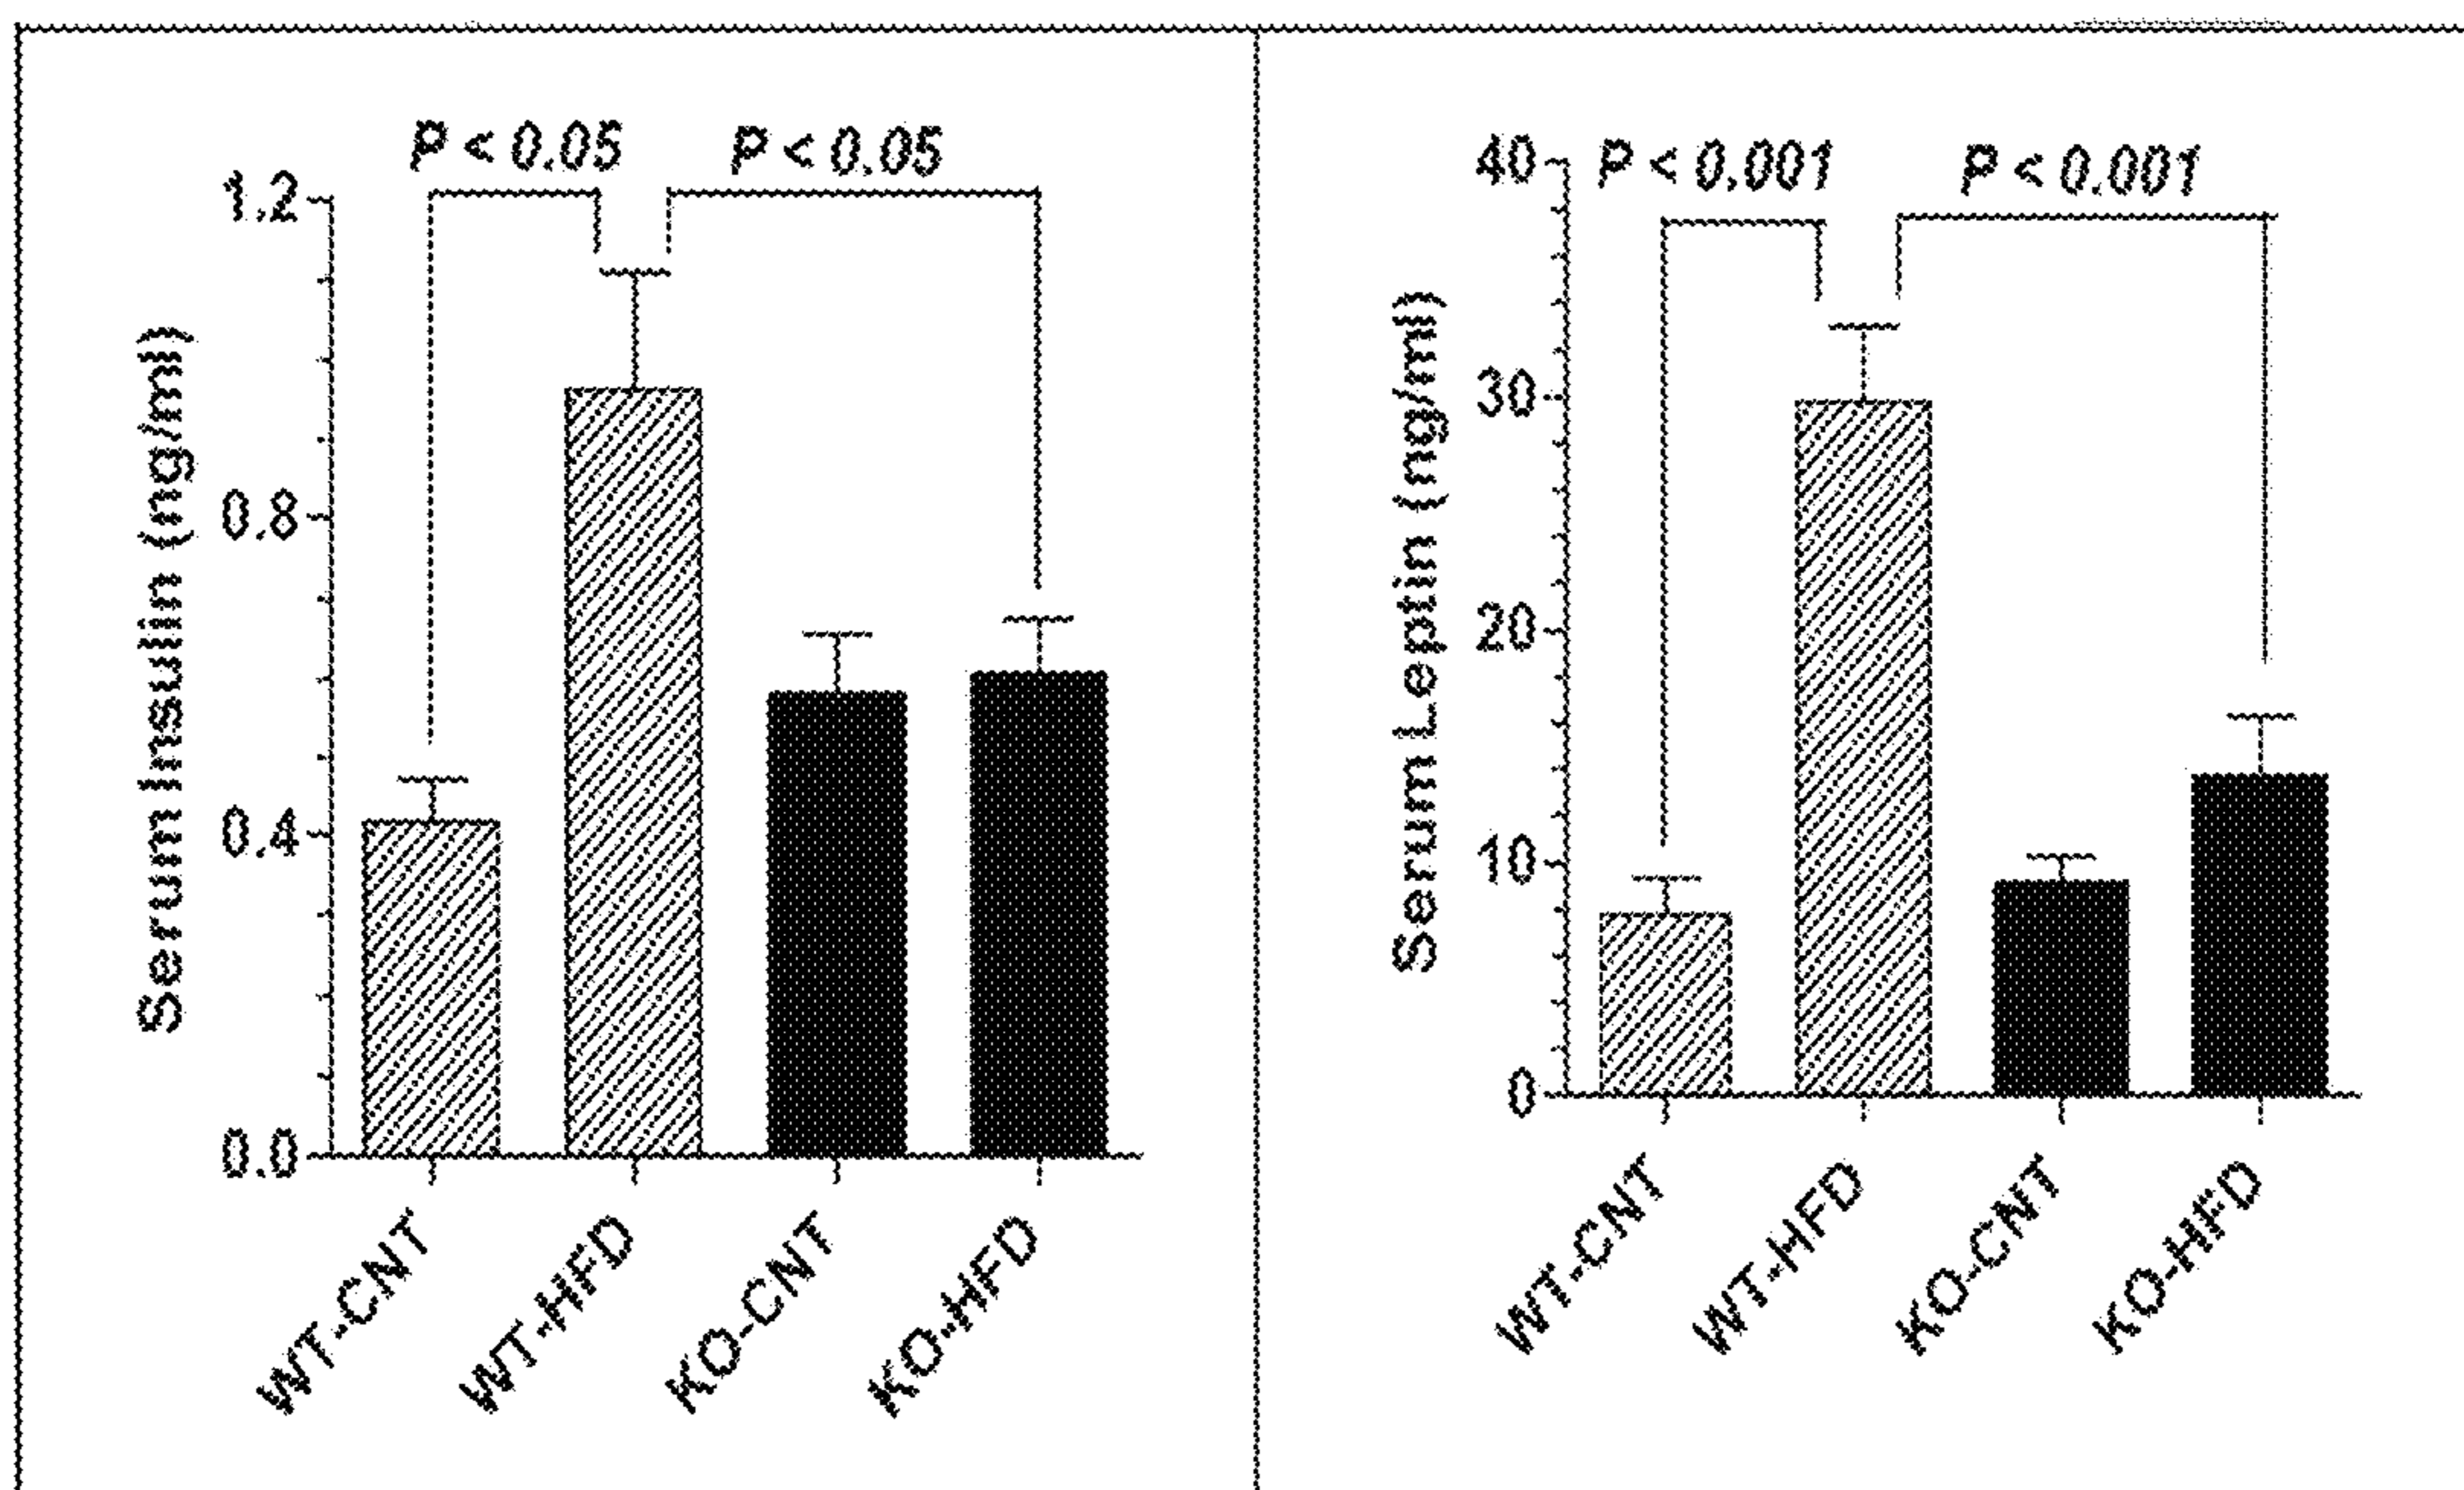 P < 0.05
P < 0.05
1.2
0.8
0.4
0.0
Serum Insulin (ng/ml)
WT-CNT
WT-HFD
KO-CNT
KO-HFD
P < 0.001
P < 0.001
40
30
20
10
0
Serum Leptin (ng/ml)
WT-CNT
WT-HFD
KO-CNT
KO-HFD